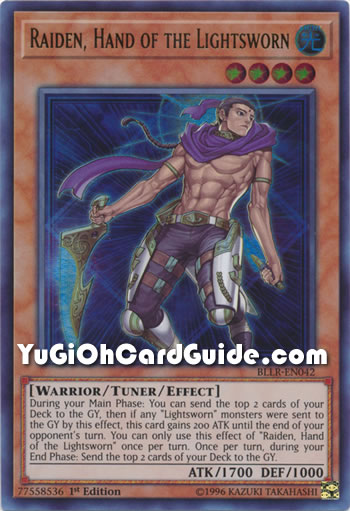 RAIDEN, HAND OF THE LIGHTSWORN
光
YuGiOhCardGuide.com
BLLR-EN042
[WARRIOR/TUNER/EFFECT]
During your Main Phase: You can send the top 2 cards of your
Deck to the GY, then if any "Lightsworn" monsters were sent to
the GY by this effect, this card gains 200 ATK until the end of your
opponent's turn. You can only use this effect of "Raiden, Hand
of the Lightsworn" once per turn. Once per turn, during your
End Phase: Send the top 2 cards of your Deck to the GY.
ATK/1700 DEF/1000
77558536 1st Edition ©1996 KAZUKI TAKAHASHI